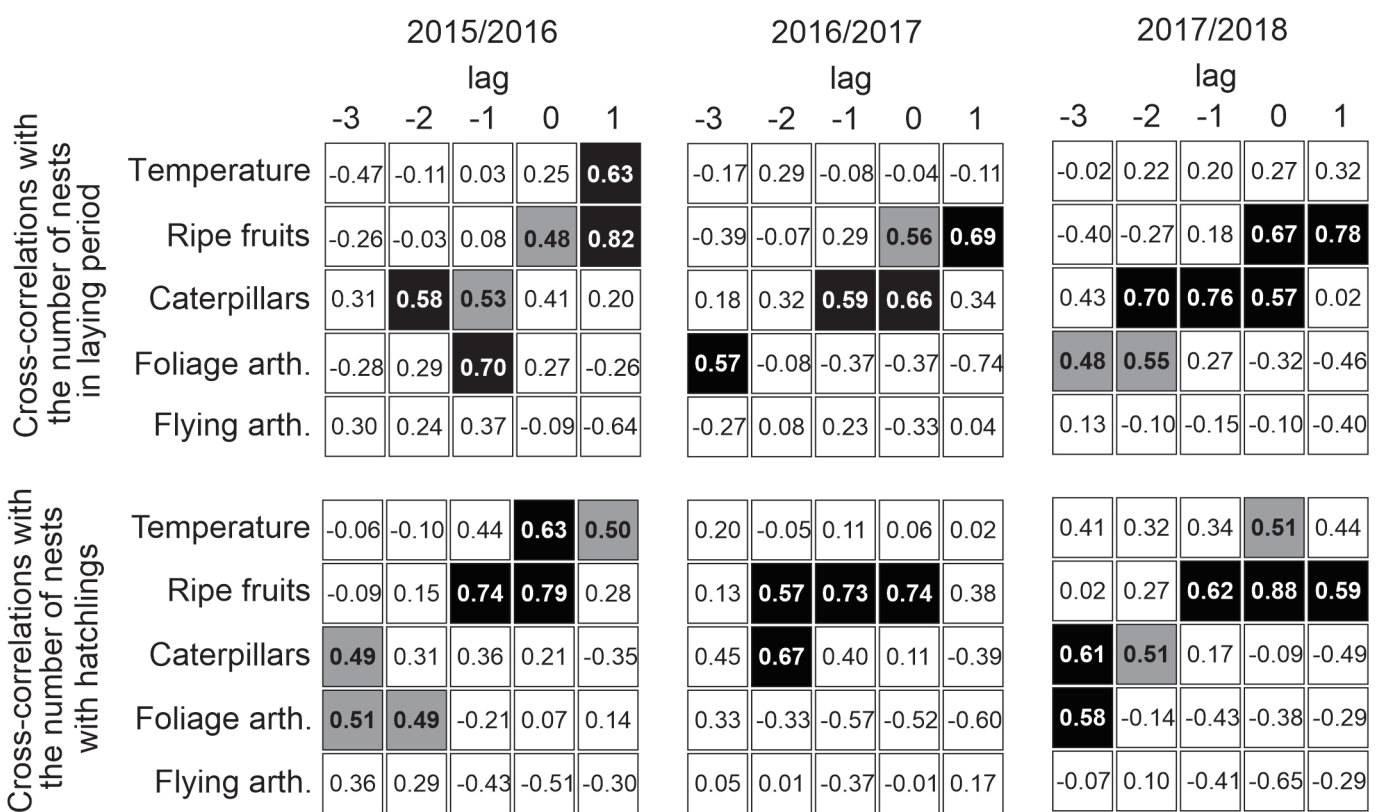 2015/2016 2016/2017 2017/2018
lag lag lag
-3 -2 -1 0 1 -3 -2 -1 0 1 -3 -2 -1 0 1
Cross-correlations with
the number of nests
in laying period
Temperature -0.47 -0.11 0.03 0.25 0.63 -0.17 0.29 -0.08 -0.04 -0.11 -0.02 0.22 0.20 0.27 0.32
Ripe fruits -0.26 -0.03 0.08 0.48 0.82 -0.39 -0.07 0.29 0.56 0.69 -0.40 -0.27 0.18 0.67 0.78
Caterpillars 0.31 0.58 0.53 0.41 0.20 0.18 0.32 0.59 0.66 0.34 0.43 0.70 0.76 0.57 0.02
Foliage arth. -0.28 0.29 0.70 0.27 -0.26 0.57 -0.08 -0.37 -0.37 -0.74 0.48 0.55 0.27 -0.32 -0.46
Flying arth. 0.30 0.24 0.37 -0.09 -0.64 -0.27 0.08 0.23 -0.33 0.04 0.13 -0.10 -0.15 -0.10 -0.40
Cross-correlations with
the number of nests
with hatchlings
Temperature -0.06 -0.10 0.44 0.63 0.50 0.20 -0.05 0.11 0.06 0.02 0.41 0.32 0.34 0.51 0.44
Ripe fruits -0.09 0.15 0.74 0.79 0.28 0.13 0.57 0.73 0.74 0.38 0.02 0.27 0.62 0.88 0.59
Caterpillars 0.49 0.31 0.36 0.21 -0.35 0.45 0.67 0.40 0.11 -0.39 0.61 0.51 0.17 -0.09 -0.49
Foliage arth. 0.51 0.49 -0.21 0.07 0.14 0.33 -0.33 -0.57 -0.52 -0.60 0.58 -0.14 -0.43 -0.38 -0.29
Flying arth. 0.36 0.29 -0.43 -0.51 -0.30 0.05 0.01 -0.37 -0.01 0.17 -0.07 0.10 -0.41 -0.65 -0.29